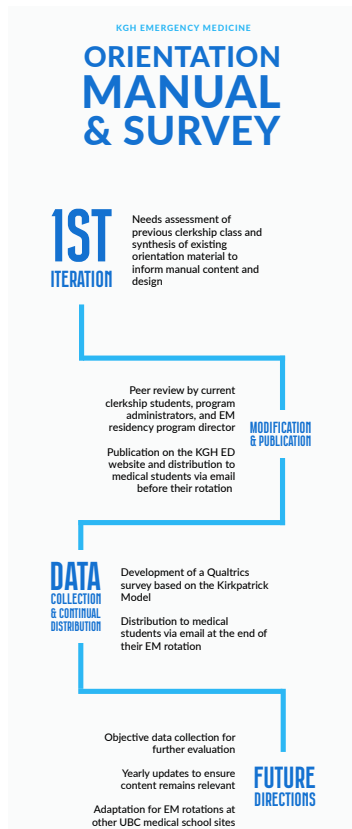 KGH EMERGENCY MEDICINE
ORIENTATION
MANUAL
& SURVEY
1ST
ITERATION
Needs assessment of
previous clerkship class and
synthesis of existing
orientation material to
inform manual content and
design
Peer review by current
clerkship students, program
administrators, and EM
residency program director
Publication on the KGH ED
website and distribution to
medical students via email
before their rotation
MODIFICATION
& PUBLICATION
DATA
COLLECTION
& CONTINUAL
DISTRIBUTION
Development of a Qualtrics
survey based on the Kirkpatrick
Model
Distribution to medical
students via email at the end of
their EM rotation
Objective data collection for
further evaluation
Yearly updates to ensure
content remains relevant
Adaptation for EM rotations at
other UBC medical school sites
FUTURE
DIRECTIONS